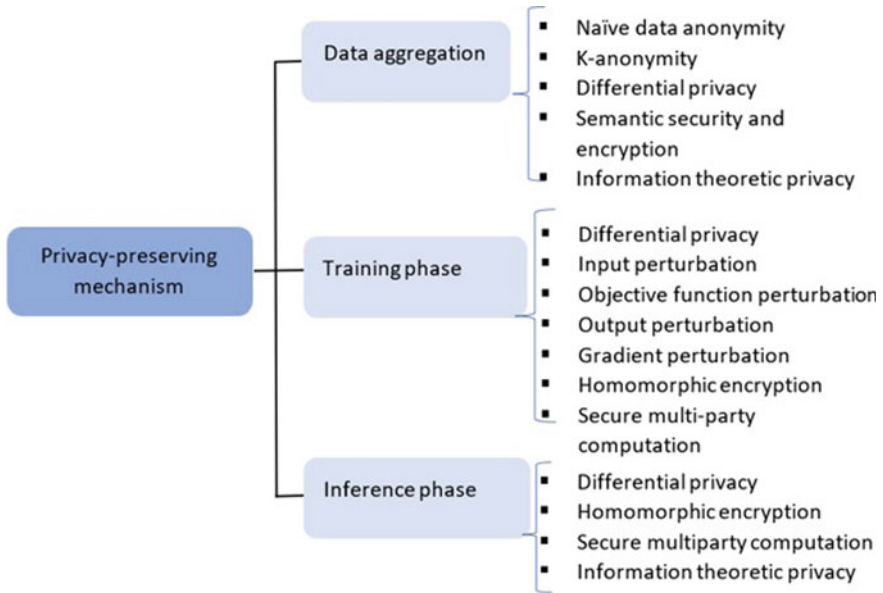 Data aggregation
Naïve data anonymity
K-anonymity
Differential privacy
Semantic security and
encryption
Information theoretic privacy
Privacy-preserving
mechanism
Training phase
Differential privacy
Input perturbation
Objective function perturbation
Output perturbation
Gradient perturbation
Homomorphic encryption
Secure multi-party
computation
Inference phase
Differential privacy
Homomorphic encryption
Secure multiparty computation
Information theoretic privacy